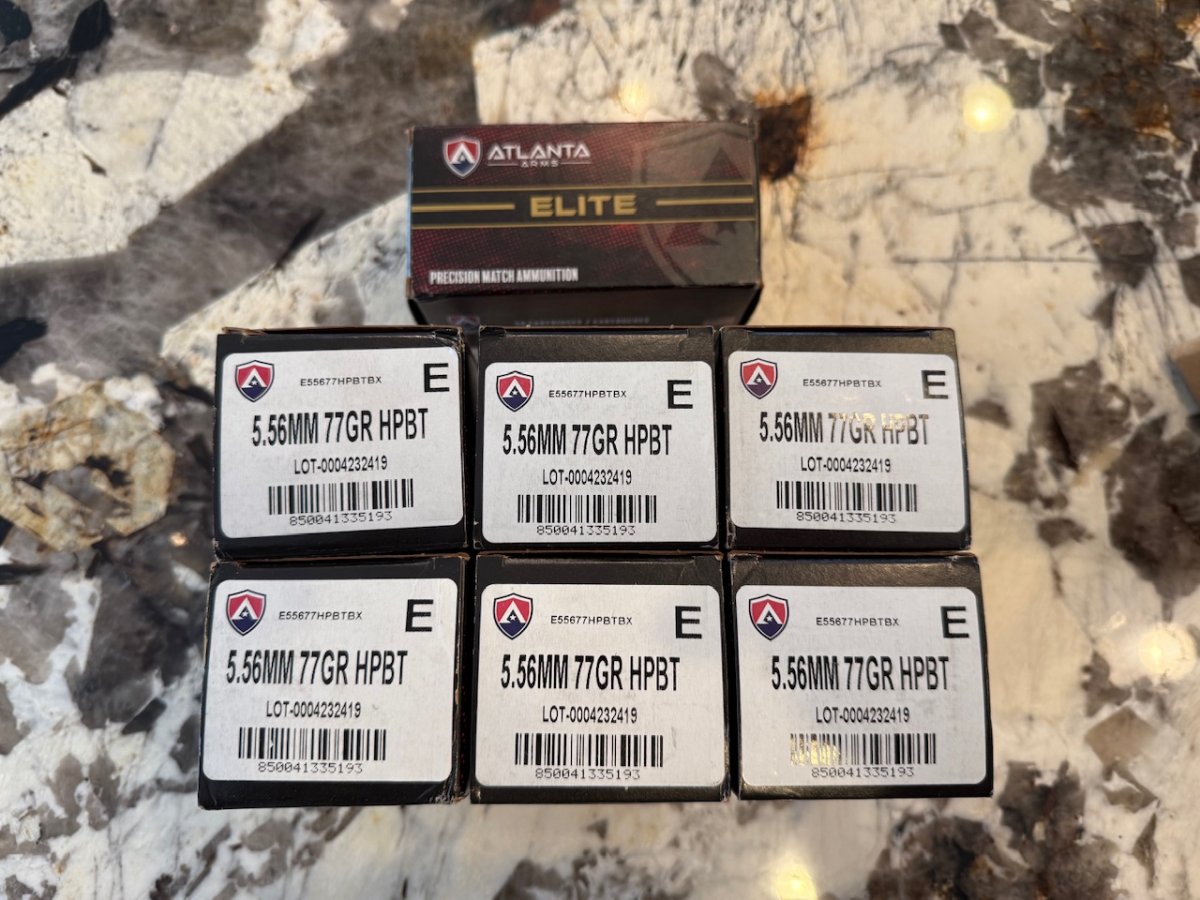 ATLANTA
ARMS
ELITE
PRECISION MATCH AMMUNITION
E55677HPBTBX
E
5.56MM 77GR HPBT
LOT-0004232419
850041335193
E55677HPBTBX
E
5.56MM 77GR HPBT
LOT-0004232419
850041335193
E55677HPBTBX
E
5.56MM 77GR HPBT
LOT-0004232419
850041335193
E55677HPBTBX
E
5.56MM 77GR HPBT
LOT-0004232419
850041335193
E55677HPBTBX
E
5.56MM 77GR HPBT
LOT-0004232419
850041335193
E55677HPBTBX
E
5.56MM 77GR HPBT
LOT-0004232419
850041335193